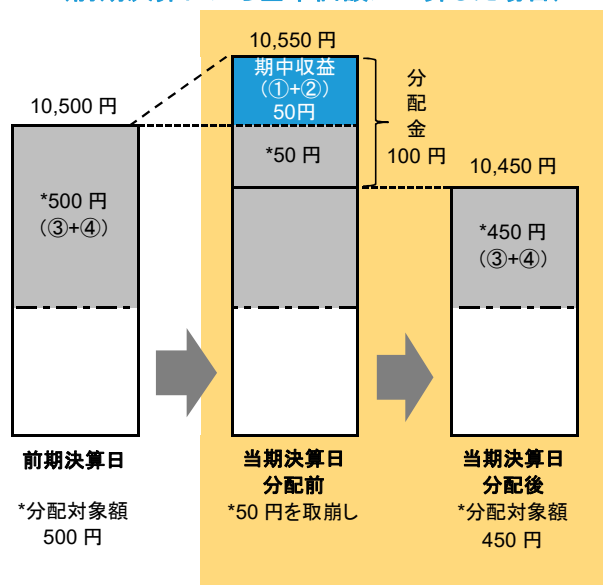 10,550 円
期中収益
(①+②)
50円
分
配
金
100 円
10,500 円
*50 円
10,450 円
*500 円
(③+④)
*450 円
(③+④)
前期決算日
*分配対象額
500 円
当期決算日
分配前
*50 円を取崩し
当期決算日
分配後
*分配対象額
450 円